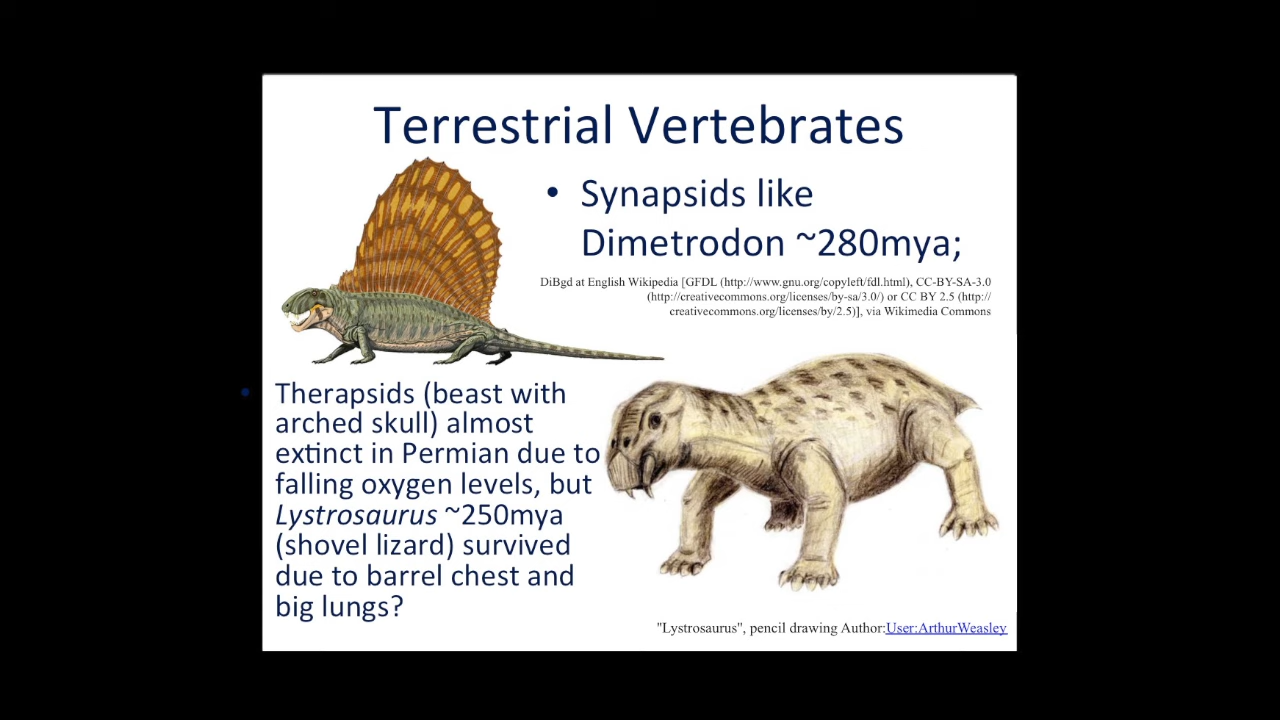 Terrestrial Vertebrates
• Synapsids like
Dimetrodon ~280mya;
DiBgd at English Wikipedia [GFDL (http://www.gnu.org/copyleft/fdl.html), CC-BY-SA-3.0
(http://creativecommons.org/licenses/by-sa/3.0/) or CC BY 2.5 (http://
creativecommons.org/licenses/by/2.5)], via Wikimedia Commons
• Therapsids (beast with
arched skull) almost
extinct in Permian due to
falling oxygen levels, but
Lystrosaurus ~250mya
(shovel lizard) survived
due to barrel chest and
big lungs?
"Lystrosaurus", pencil drawing Author:User:ArthurWeasley